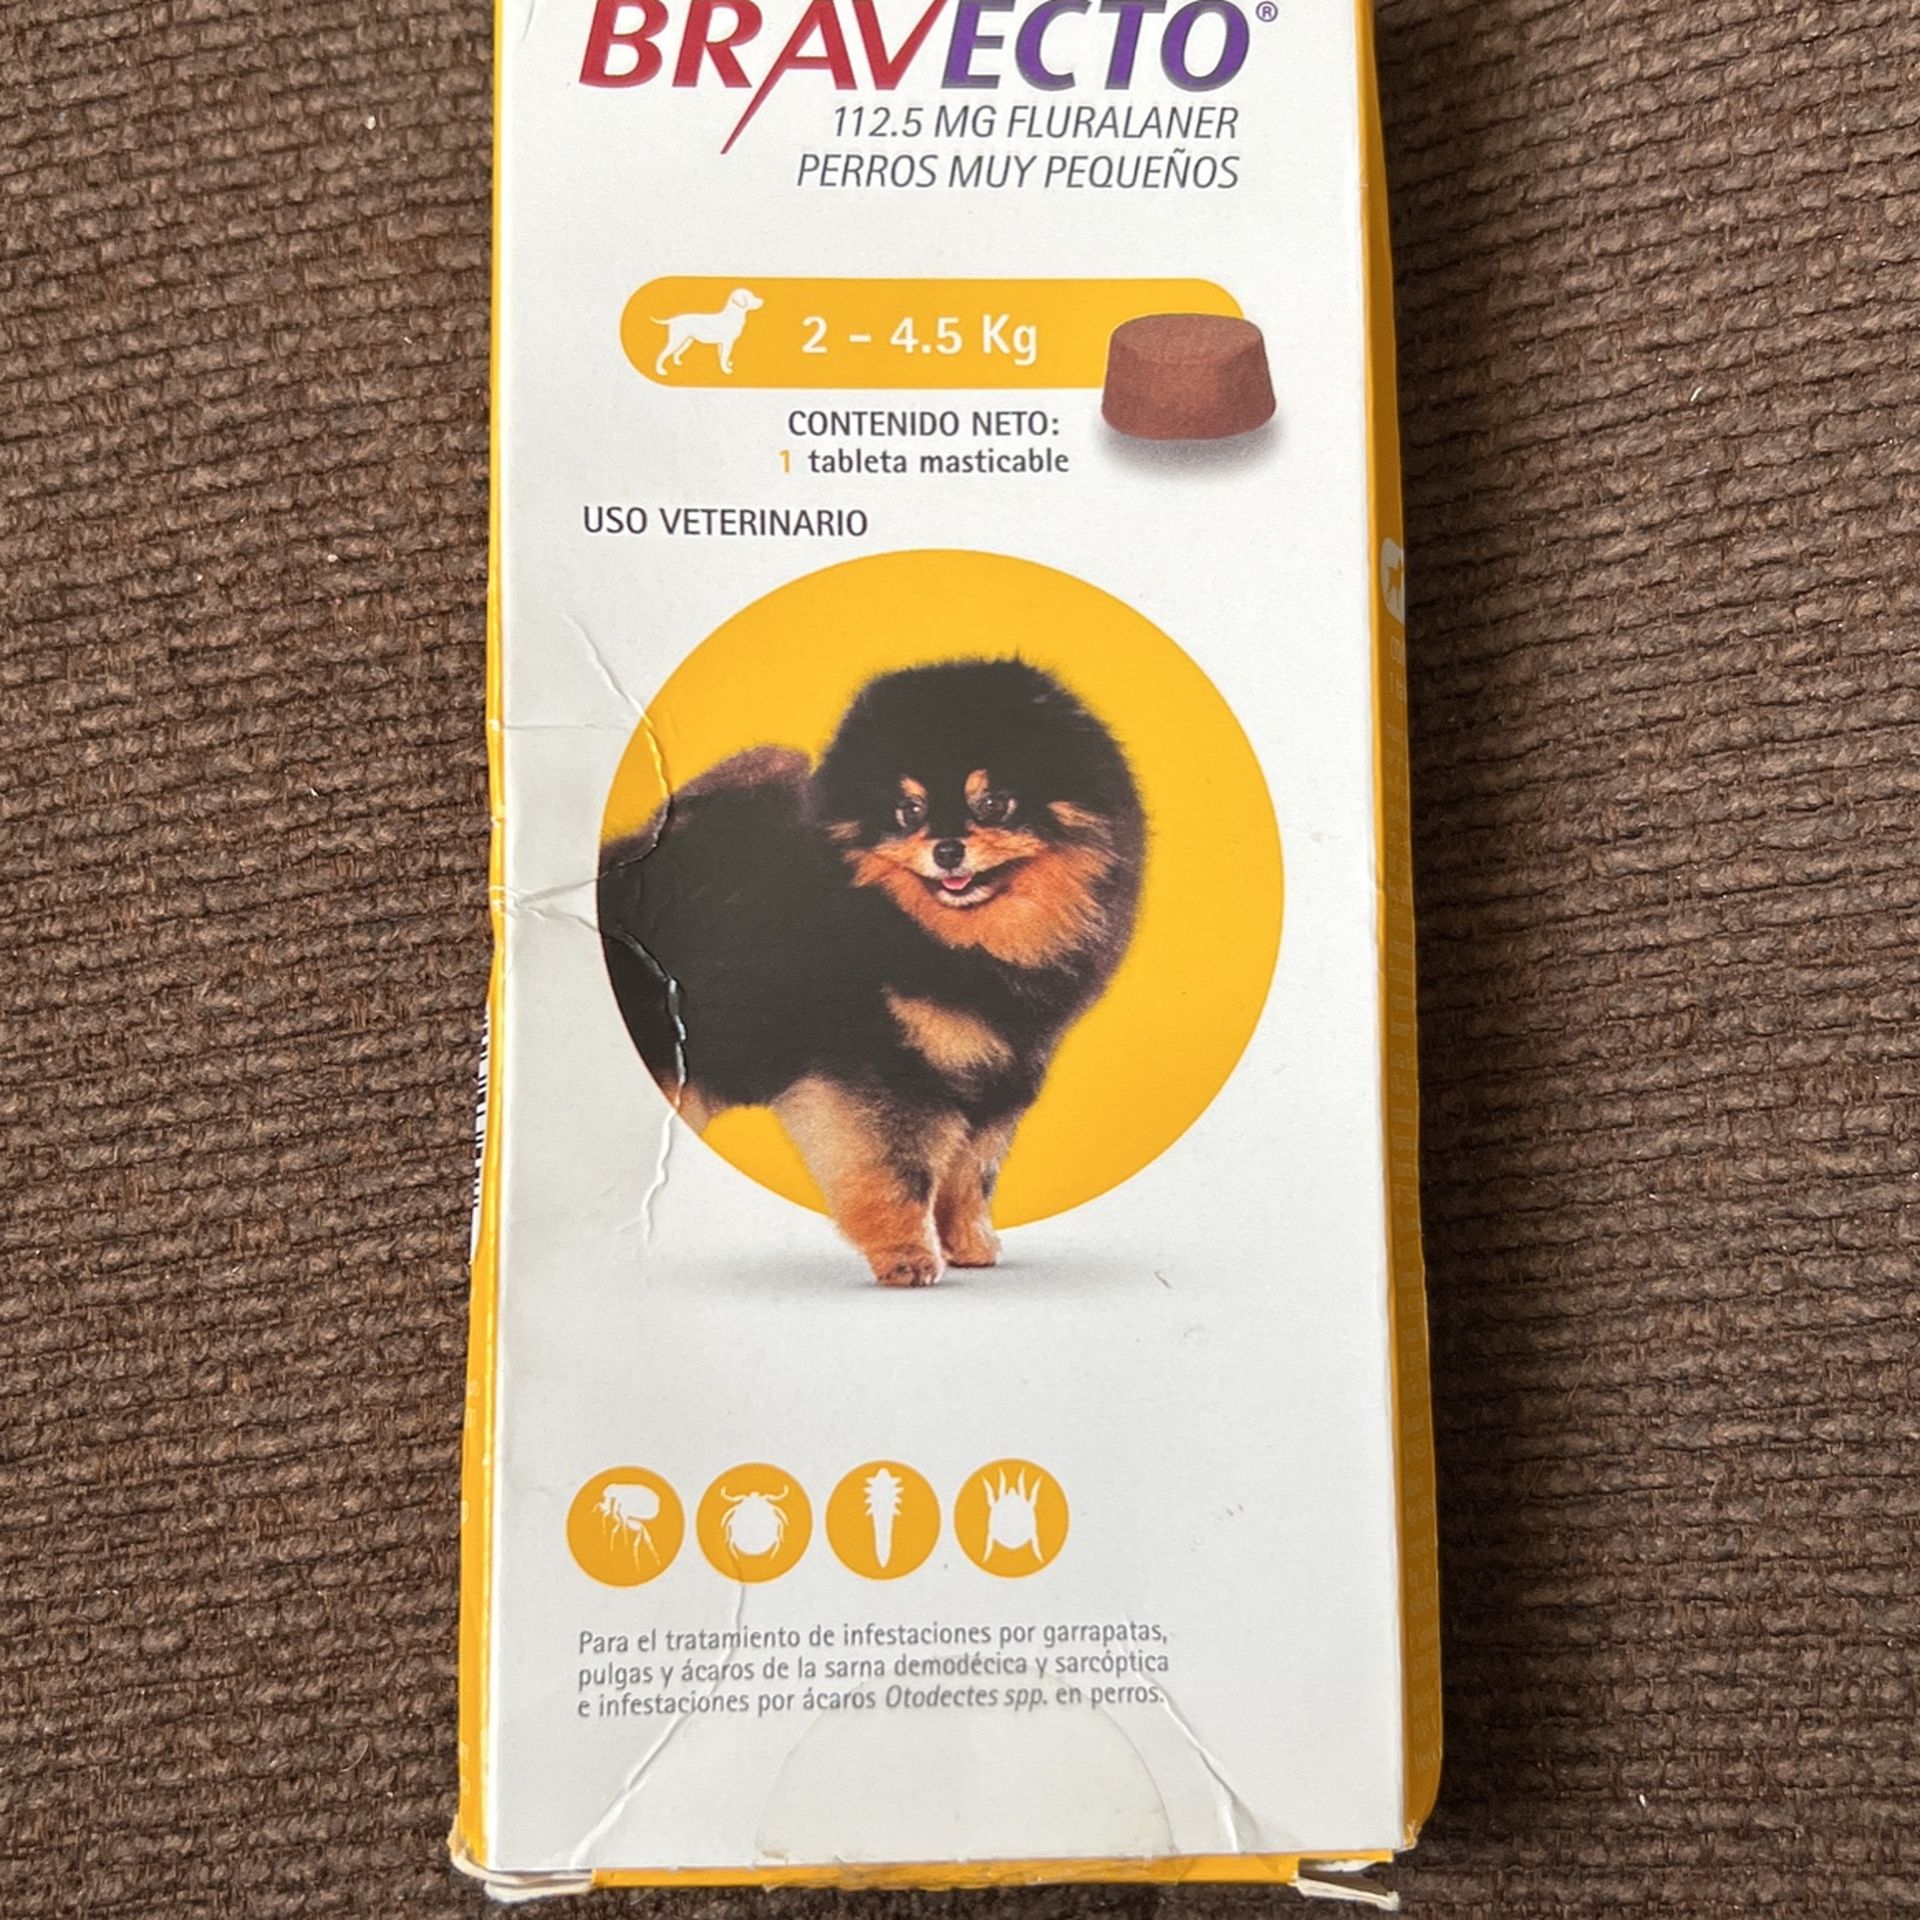 BRAVECTO®
112.5 MG FLURALANER
PERROS MUY PEQUEÑOS
2 - 4.5 Kg
CONTENIDO NETO:
1 tableta masticable
USO VETERINARIO
Para el tratamiento de infestaciones por garrapatas,
pulgas y ácaros de la sarna demodécica y sarcóptica
e infestaciones por ácaros Otodectes spp. en perros.